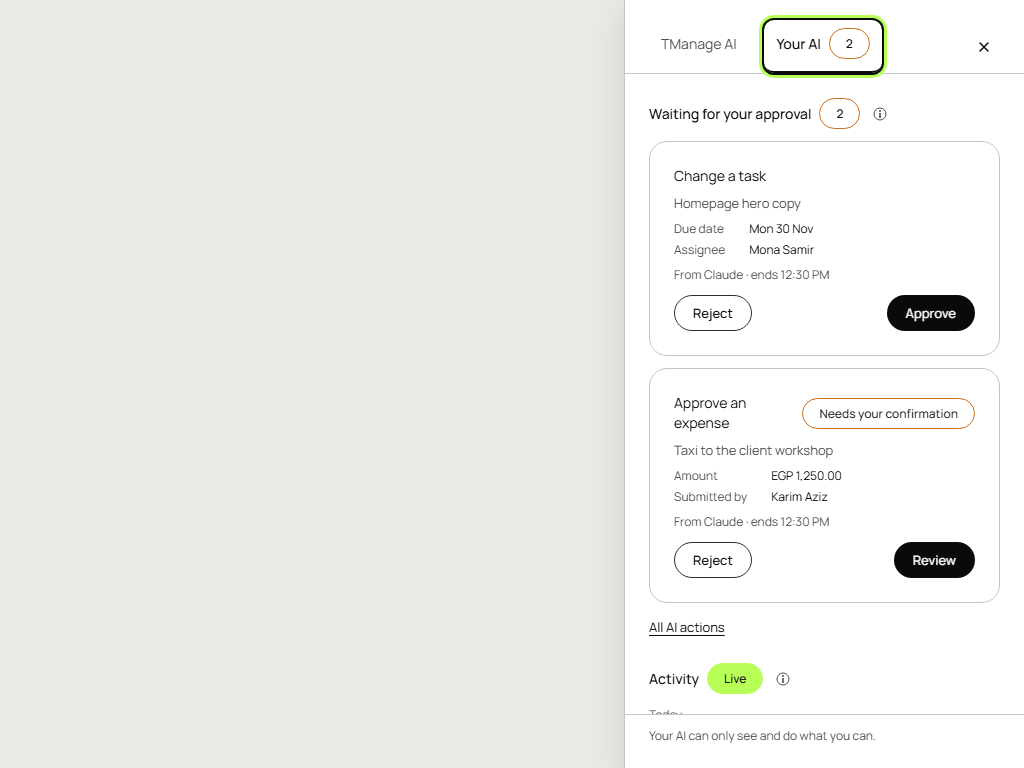 TManage AI
Your AI 2
Waiting for your approval 2
Change a task
Homepage hero copy
Due date Mon 30 Nov
Assignee Mona Samir
From Claude · ends 12:30 PM
Reject Approve
Approve an
expense
Needs your confirmation
Taxi to the client workshop
Amount EGP 1,250.00
Submitted by Karim Aziz
From Claude · ends 12:30 PM
Reject Review
All AI actions
Activity Live
Today
Your AI can only see and do what you can.